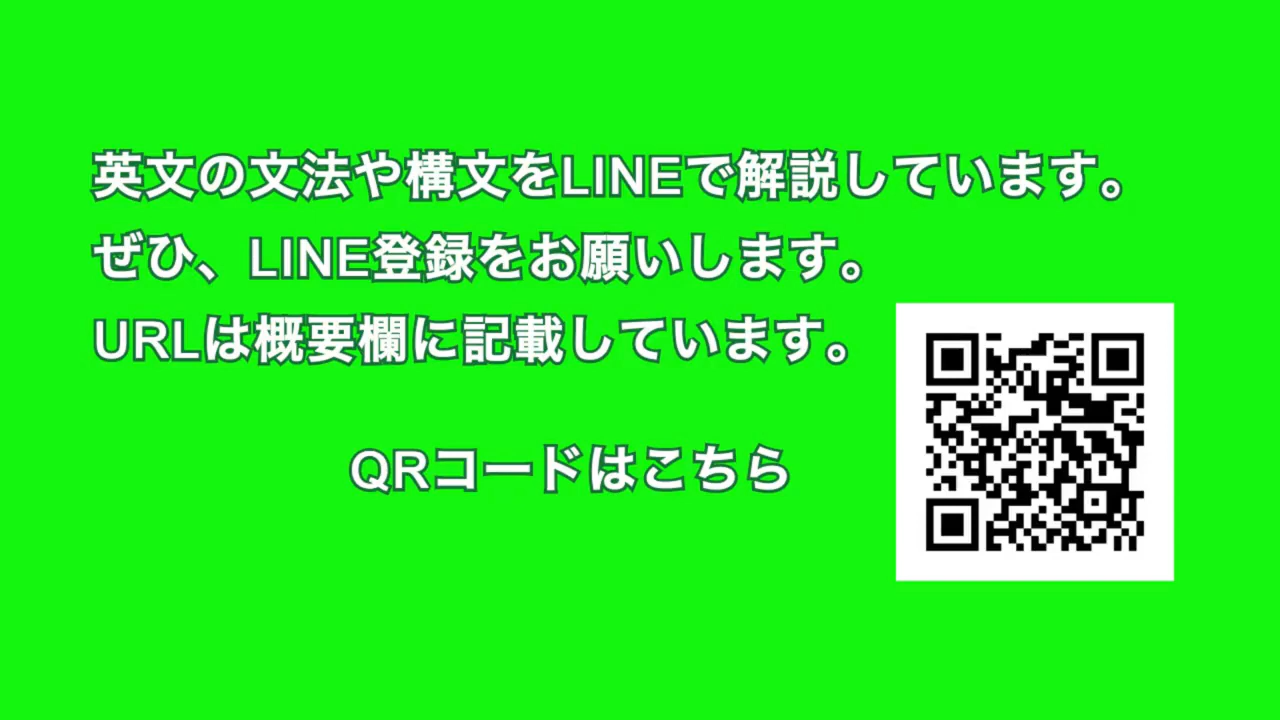 英文の文法や構文をLINEで解説しています。
ぜひ、LINE登録をお願いします。
URLは概要欄に記載しています。
QRコードはこちら